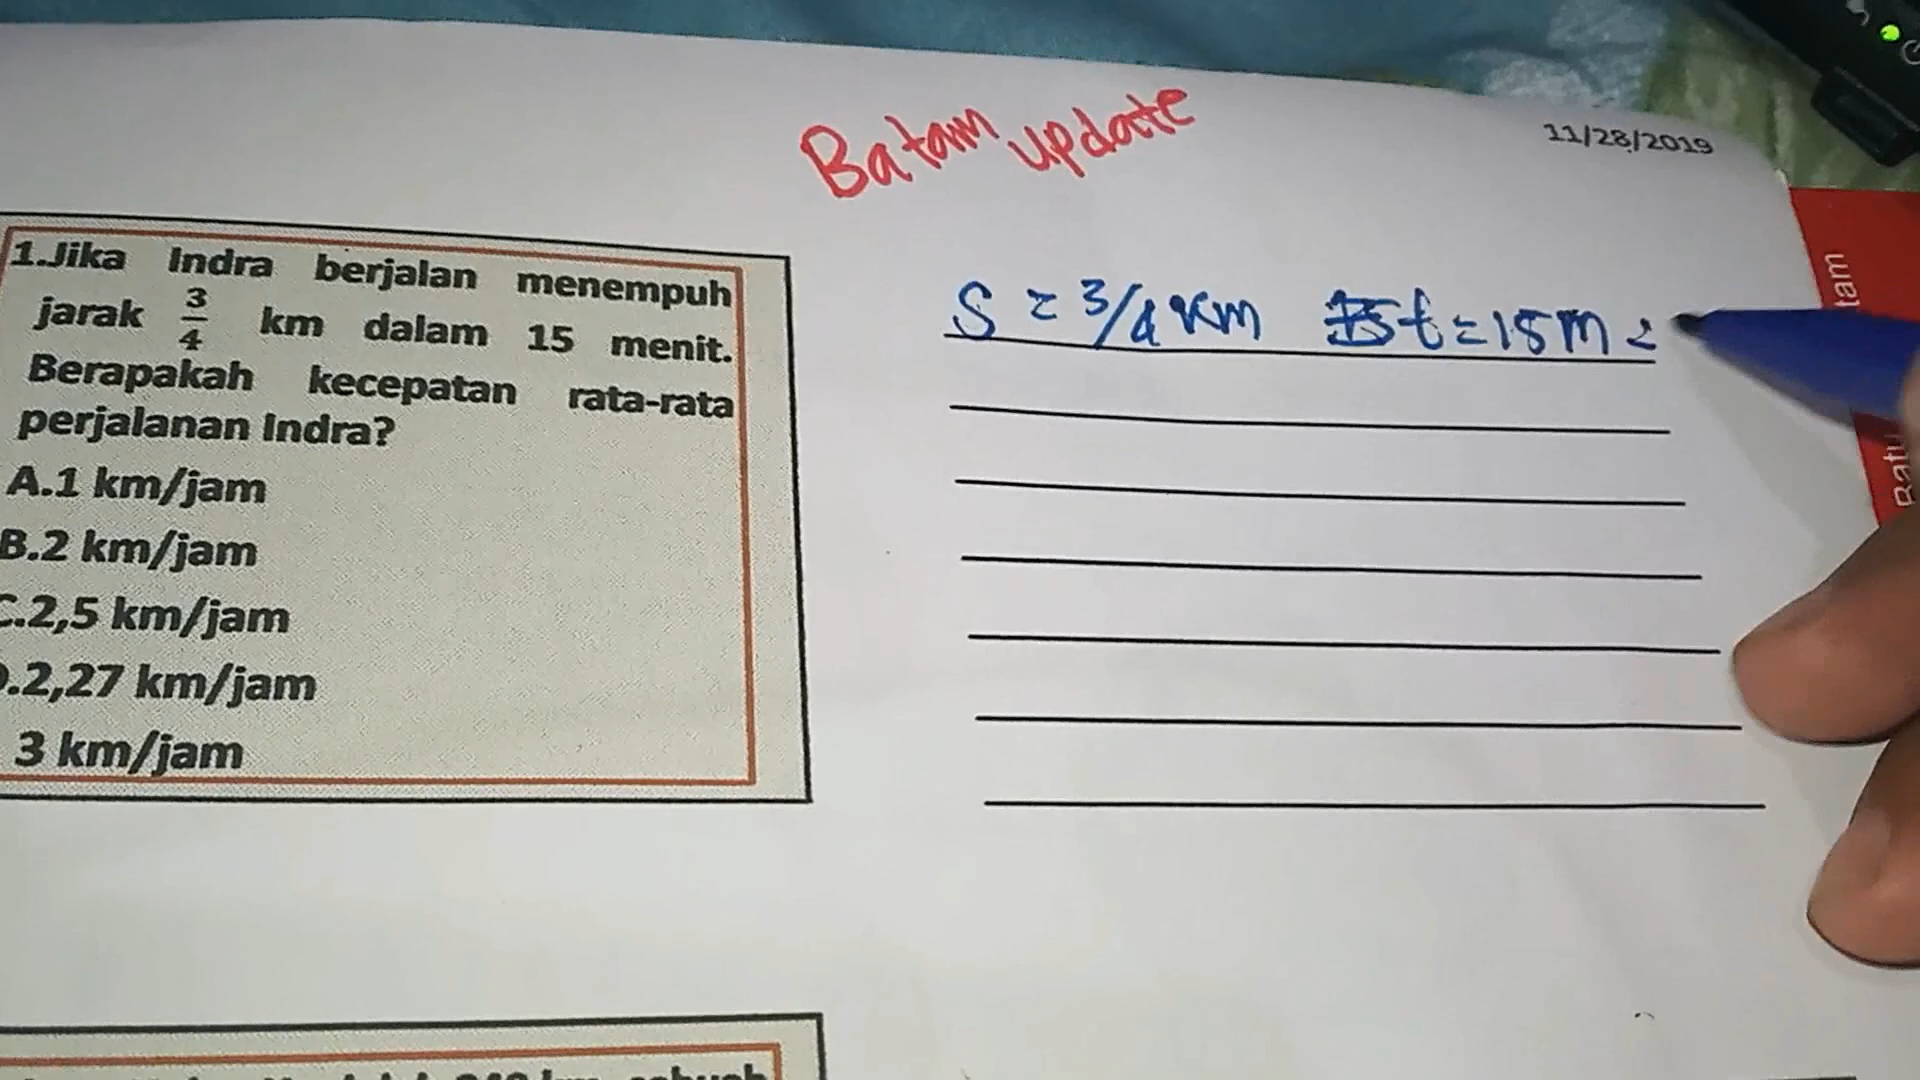 Batam update
11/28/2019
1.Jika Indra berjalan menempuh
jarak 3/4 km dalam 15 menit.
Berapakah kecepatan rata-rata
perjalanan Indra?
A.1 km/jam
B.2 km/jam
C.2,5 km/jam
.2,27 km/jam
3 km/jam
S = 3/4 km t = 15 m =
tam
Batu